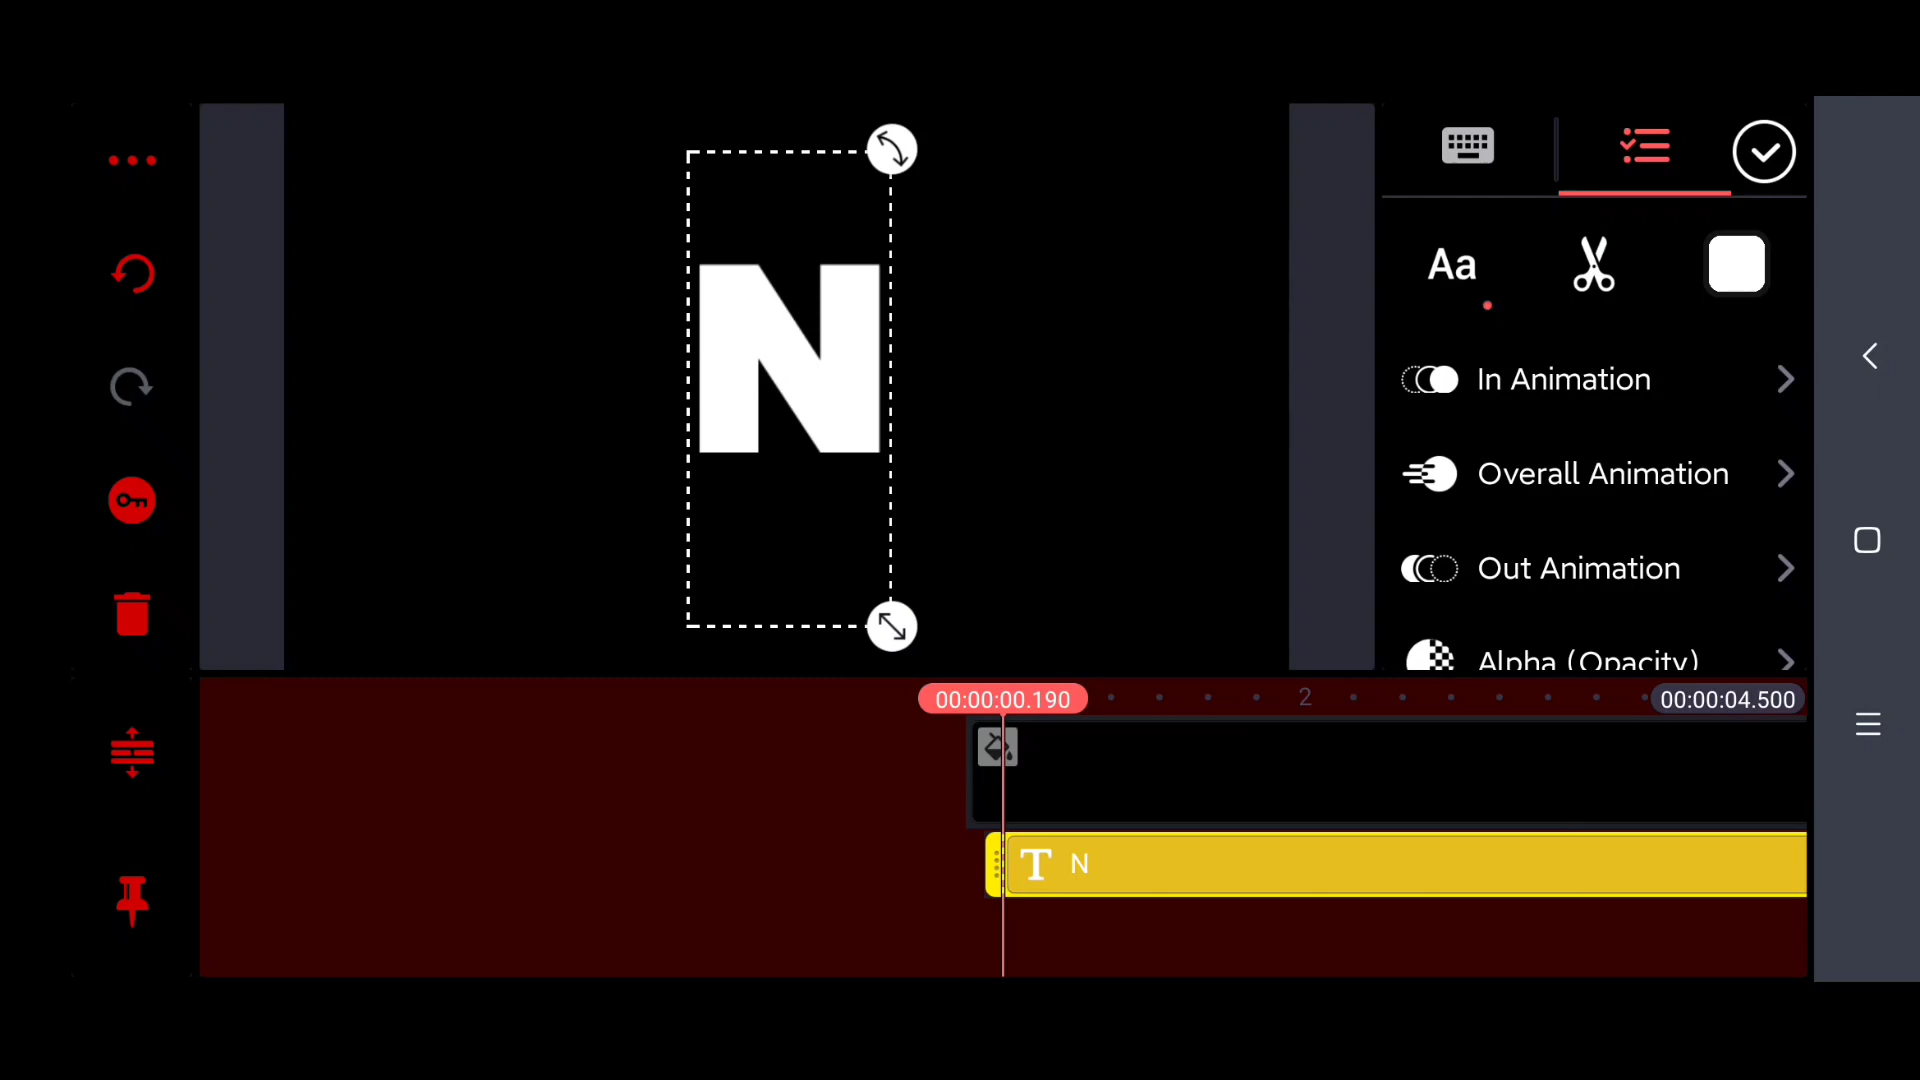 N
Aa
In Animation
Overall Animation
Out Animation
Alpha (Opacity)
00:00:00.190
2
00:00:04.500
T N